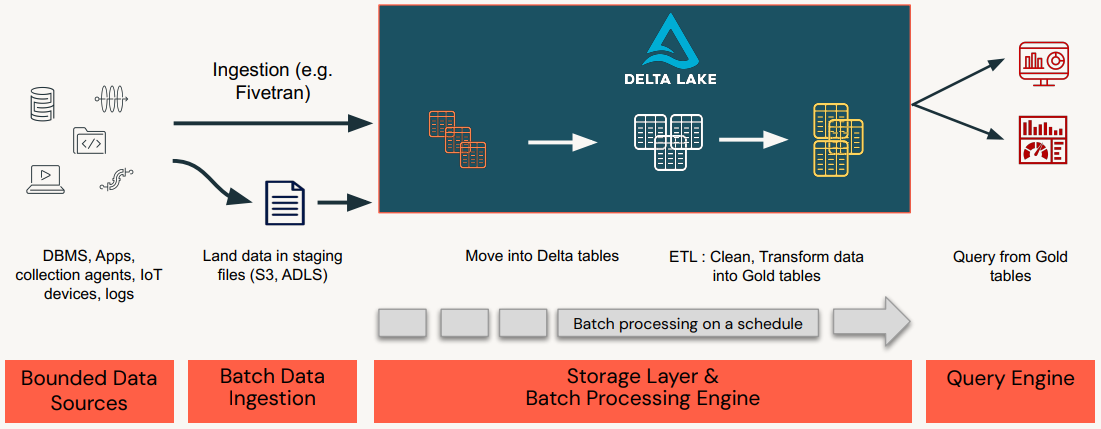 Ingestion (e.g.
Fivetran)
DELTA LAKE
</>
DBMS, Apps,
collection agents, IoT
devices, logs
Land data in staging
files (S3, ADLS)
Move into Delta tables
ETL : Clean, Transform data
into Gold tables
Query from Gold
tables
Batch processing on a schedule
Bounded Data
Sources
Batch Data
Ingestion
Storage Layer &
Batch Processing Engine
Query Engine